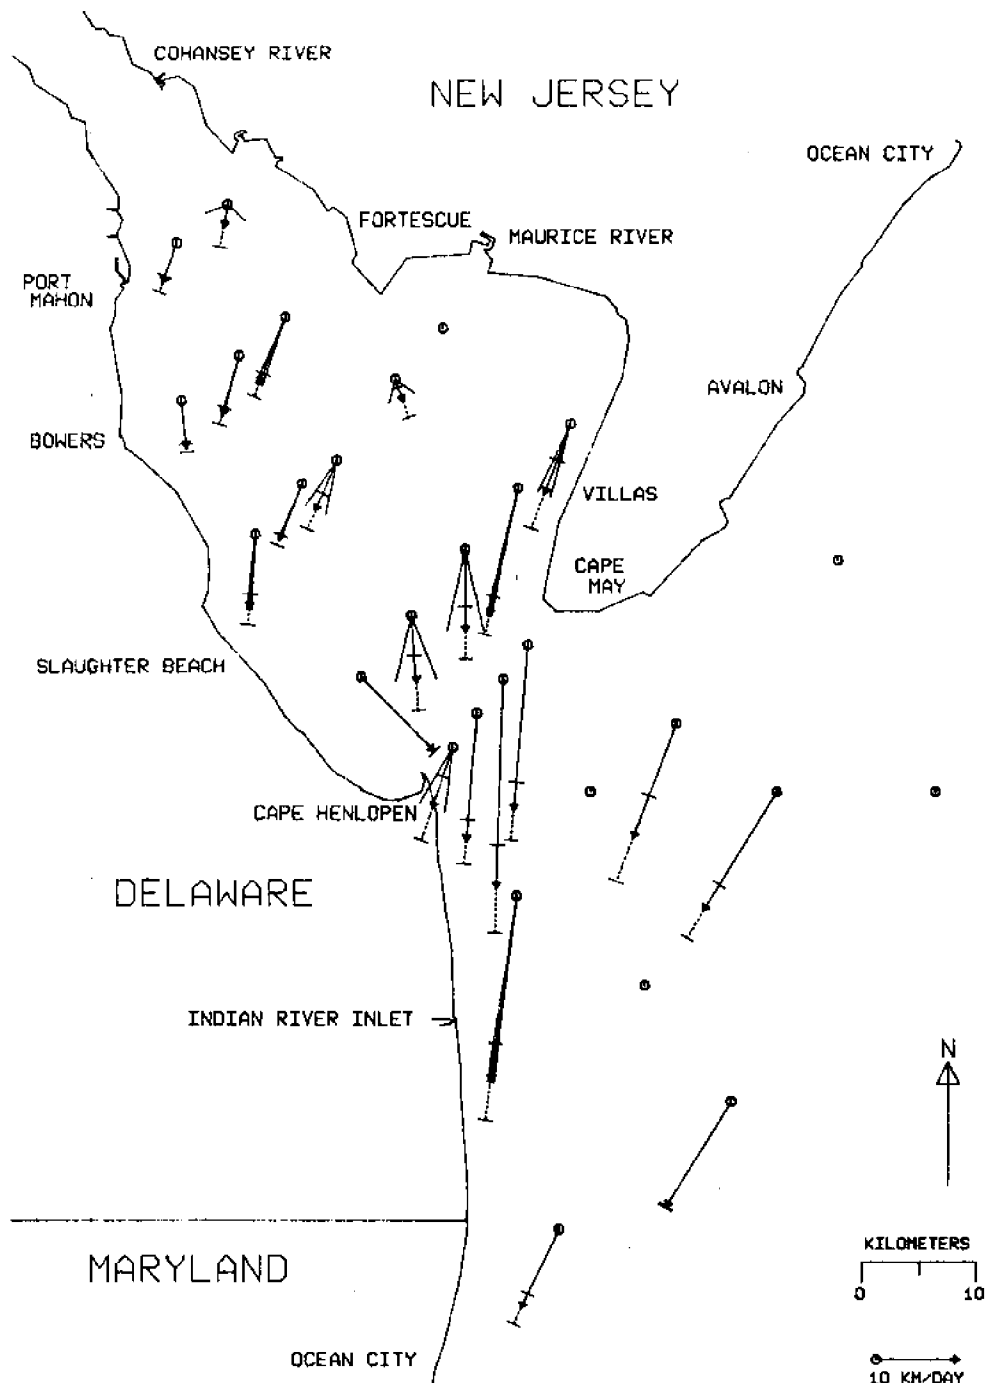 COHANSEY RIVER
NEW JERSEY
OCEAN CITY
FORTESCUE
MAURICE RIVER
PORT
MAHON
AVALON
BOWERS
VILLAS
CAPE
MAY
SLAUGHTER BEACH
CAPE HENLOPEN
DELAWARE
INDIAN RIVER INLET
N
KILOMETERS
0 10
MARYLAND
OCEAN CITY
10 KM/DAY